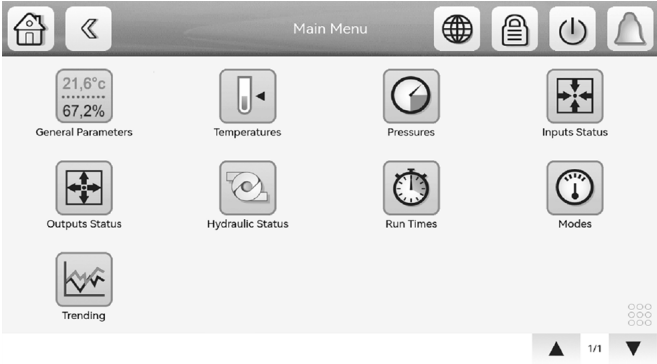 Main Menu
21,6°c
67,2%
General Parameters
Temperatures
Pressures
Inputs Status
Outputs Status
Hydraulic Status
Run Times
Modes
Trending
1/1